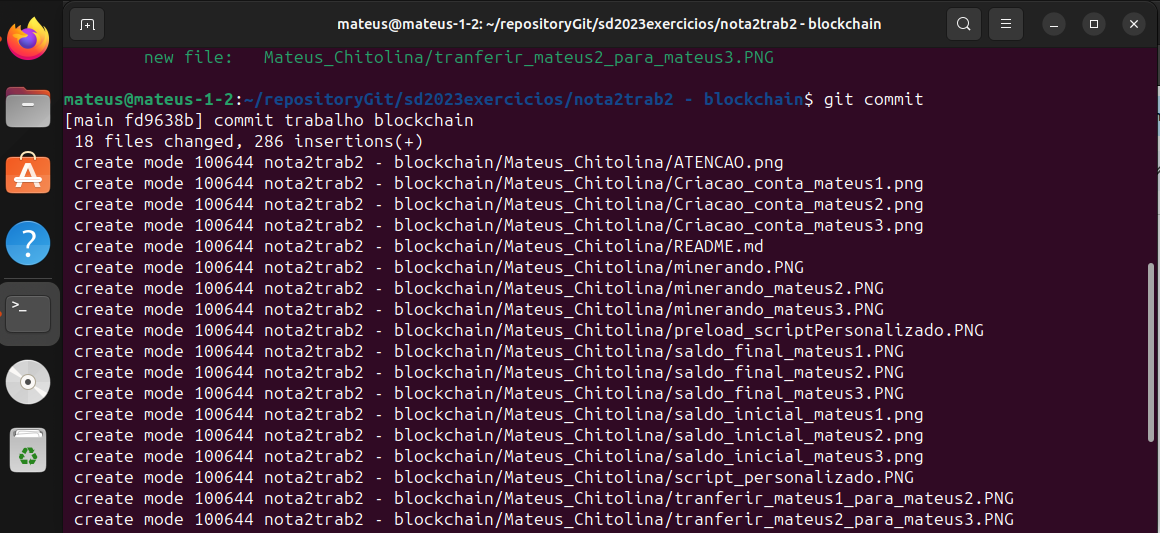 mateus@mateus-1-2: ~/repositoryGit/sd2023exercicios/nota2trab2 - blockchain
new file:   Mateus_Chitolina/tranferir_mateus2_para_mateus3.PNG
mateus@mateus-1-2:~/repositoryGit/sd2023exercicios/nota2trab2 - blockchain$ git commit
[main fd9638b] commit trabalho blockchain
18 files changed, 286 insertions(+)
create mode 100644 nota2trab2 - blockchain/Mateus_Chitolina/ATENCAO.png
create mode 100644 nota2trab2 - blockchain/Mateus_Chitolina/Criacao_conta_mateus1.png
create mode 100644 nota2trab2 - blockchain/Mateus_Chitolina/Criacao_conta_mateus2.png
create mode 100644 nota2trab2 - blockchain/Mateus_Chitolina/Criacao_conta_mateus3.png
create mode 100644 nota2trab2 - blockchain/Mateus_Chitolina/README.md
create mode 100644 nota2trab2 - blockchain/Mateus_Chitolina/minerando.PNG
create mode 100644 nota2trab2 - blockchain/Mateus_Chitolina/minerando_mateus2.PNG
create mode 100644 nota2trab2 - blockchain/Mateus_Chitolina/minerando_mateus3.PNG
create mode 100644 nota2trab2 - blockchain/Mateus_Chitolina/preload_scriptPersonalizado.PNG
create mode 100644 nota2trab2 - blockchain/Mateus_Chitolina/saldo_final_mateus1.PNG
create mode 100644 nota2trab2 - blockchain/Mateus_Chitolina/saldo_final_mateus2.PNG
create mode 100644 nota2trab2 - blockchain/Mateus_Chitolina/saldo_final_mateus3.PNG
create mode 100644 nota2trab2 - blockchain/Mateus_Chitolina/saldo_inicial_mateus1.png
create mode 100644 nota2trab2 - blockchain/Mateus_Chitolina/saldo_inicial_mateus2.png
create mode 100644 nota2trab2 - blockchain/Mateus_Chitolina/saldo_inicial_mateus3.png
create mode 100644 nota2trab2 - blockchain/Mateus_Chitolina/script_personalizado.PNG
create mode 100644 nota2trab2 - blockchain/Mateus_Chitolina/tranferir_mateus1_para_mateus2.PNG
create mode 100644 nota2trab2 - blockchain/Mateus_Chitolina/tranferir_mateus2_para_mateus3.PNG